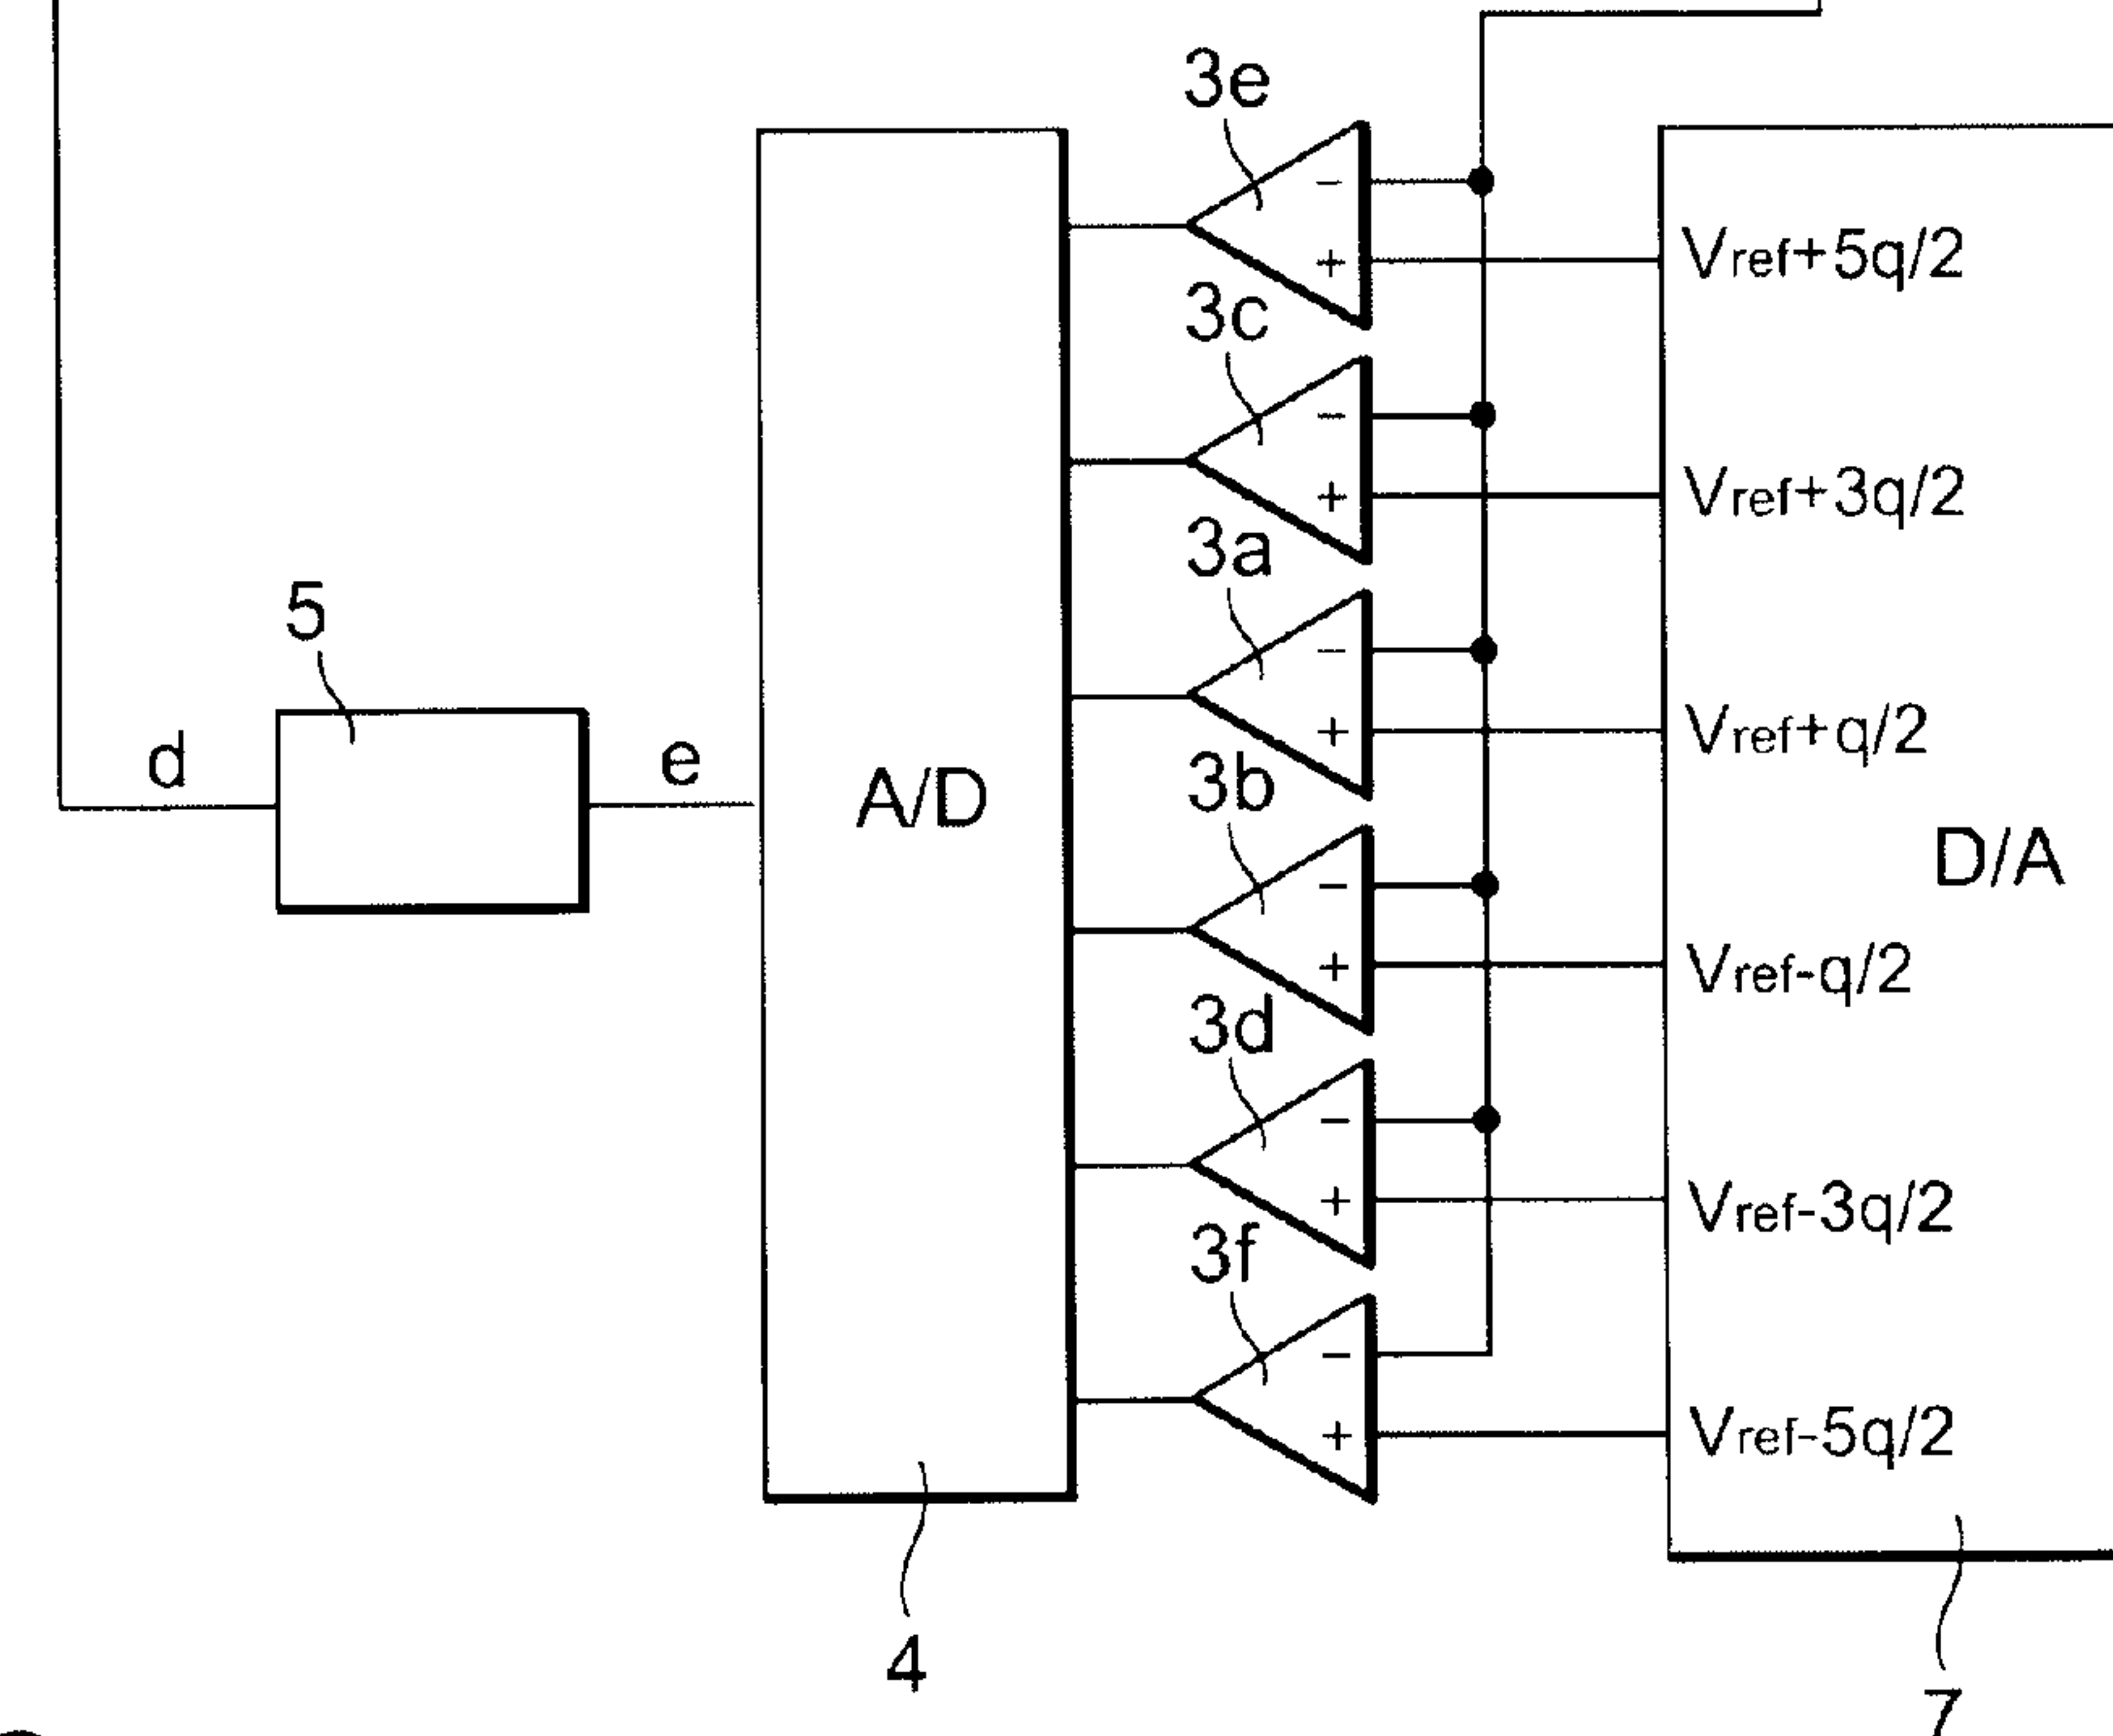 3e
−
+
Vref+5q/2
3c
−
+
Vref+3q/2
3a
−
+
Vref+q/2
5
d
e
A/D
3b
−
+
Vref-q/2
D/A
3d
−
+
Vref-3q/2
3f
−
+
Vref-5q/2
4
7